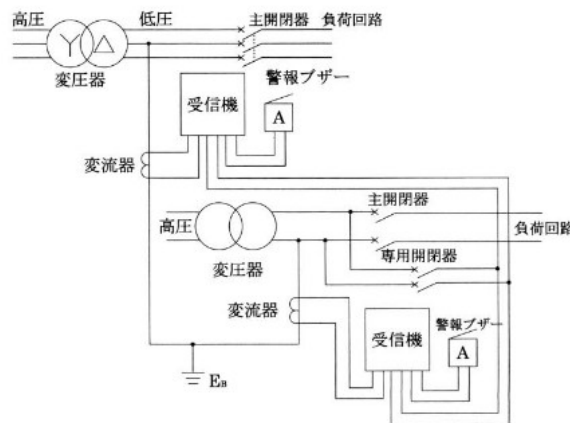 高圧
低圧
主開閉器
負荷回路
変圧器
警報ブザー
受信機
A
変流器
主開閉器
高圧
負荷回路
変圧器
専用開閉器
変流器
受信機
警報ブザー
A
EB